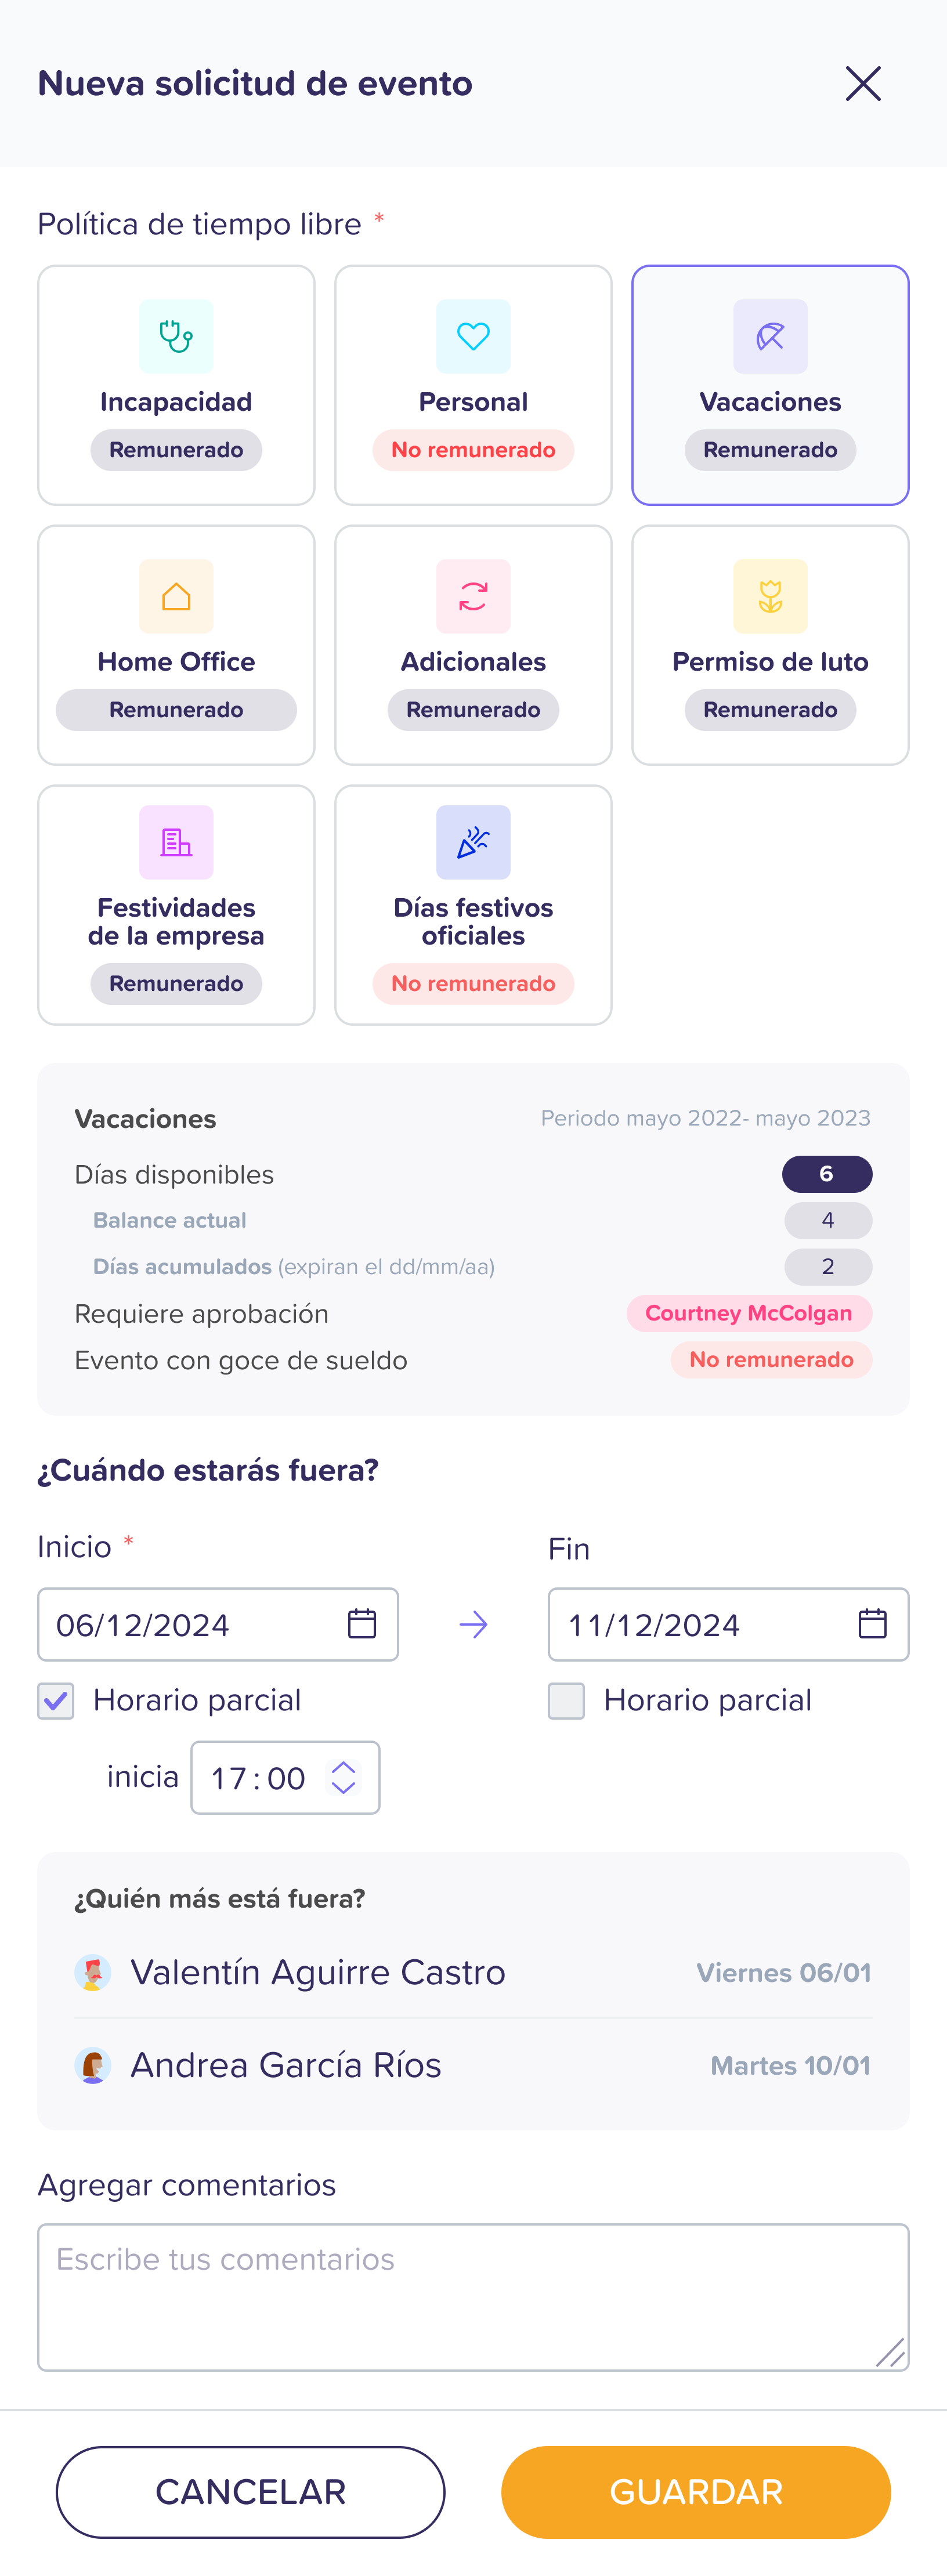 Nueva solicitud de evento
Política de tiempo libre *
Incapacidad
Remunerado
Personal
No remunerado
Vacaciones
Remunerado
Home Office
Remunerado
Adicionales
Remunerado
Permiso de luto
Remunerado
Festividades
de la empresa
Remunerado
Días festivos
oficiales
No remunerado
Vacaciones Periodo mayo 2022- mayo 2023
Días disponibles 6
Balance actual 4
Días acumulados (expiran el dd/mm/aa) 2
Requiere aprobación Courtney McColgan
Evento con goce de sueldo No remunerado
¿Cuándo estarás fuera?
Inicio *
06/12/2024
Horario parcial
inicia 17:00
Fin
11/12/2024
Horario parcial
¿Quién más está fuera?
Valentín Aguirre Castro Viernes 06/01
Andrea García Ríos Martes 10/01
Agregar comentarios
Escribe tus comentarios
CANCELAR GUARDAR